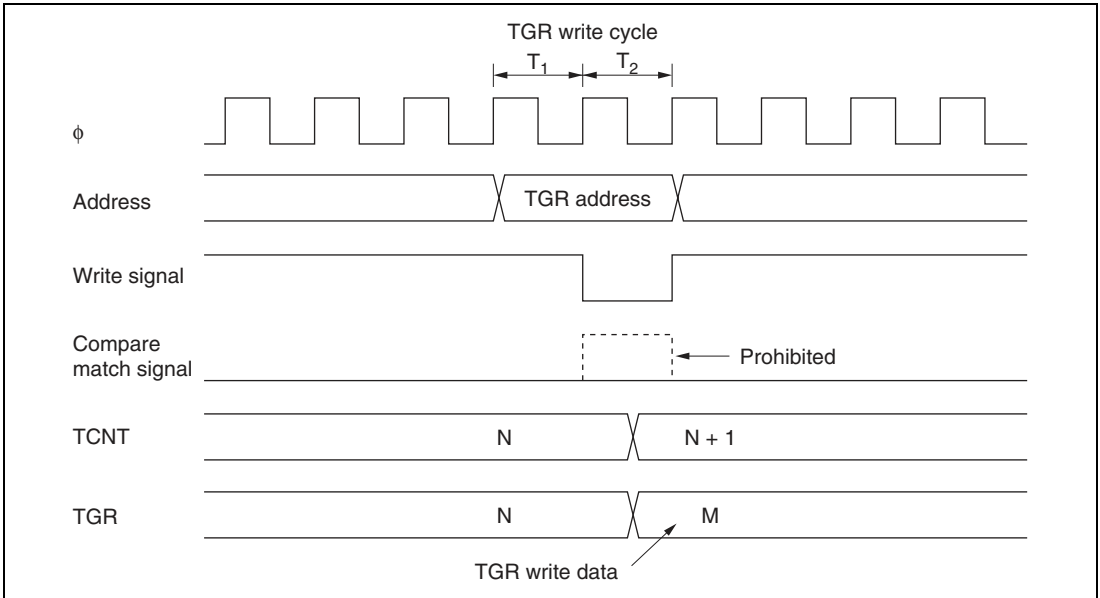 TGR write cycle
T1 T2
ϕ
Address TGR address
Write signal
Compare
match signal Prohibited
TCNT N N + 1
TGR N M
TGR write data